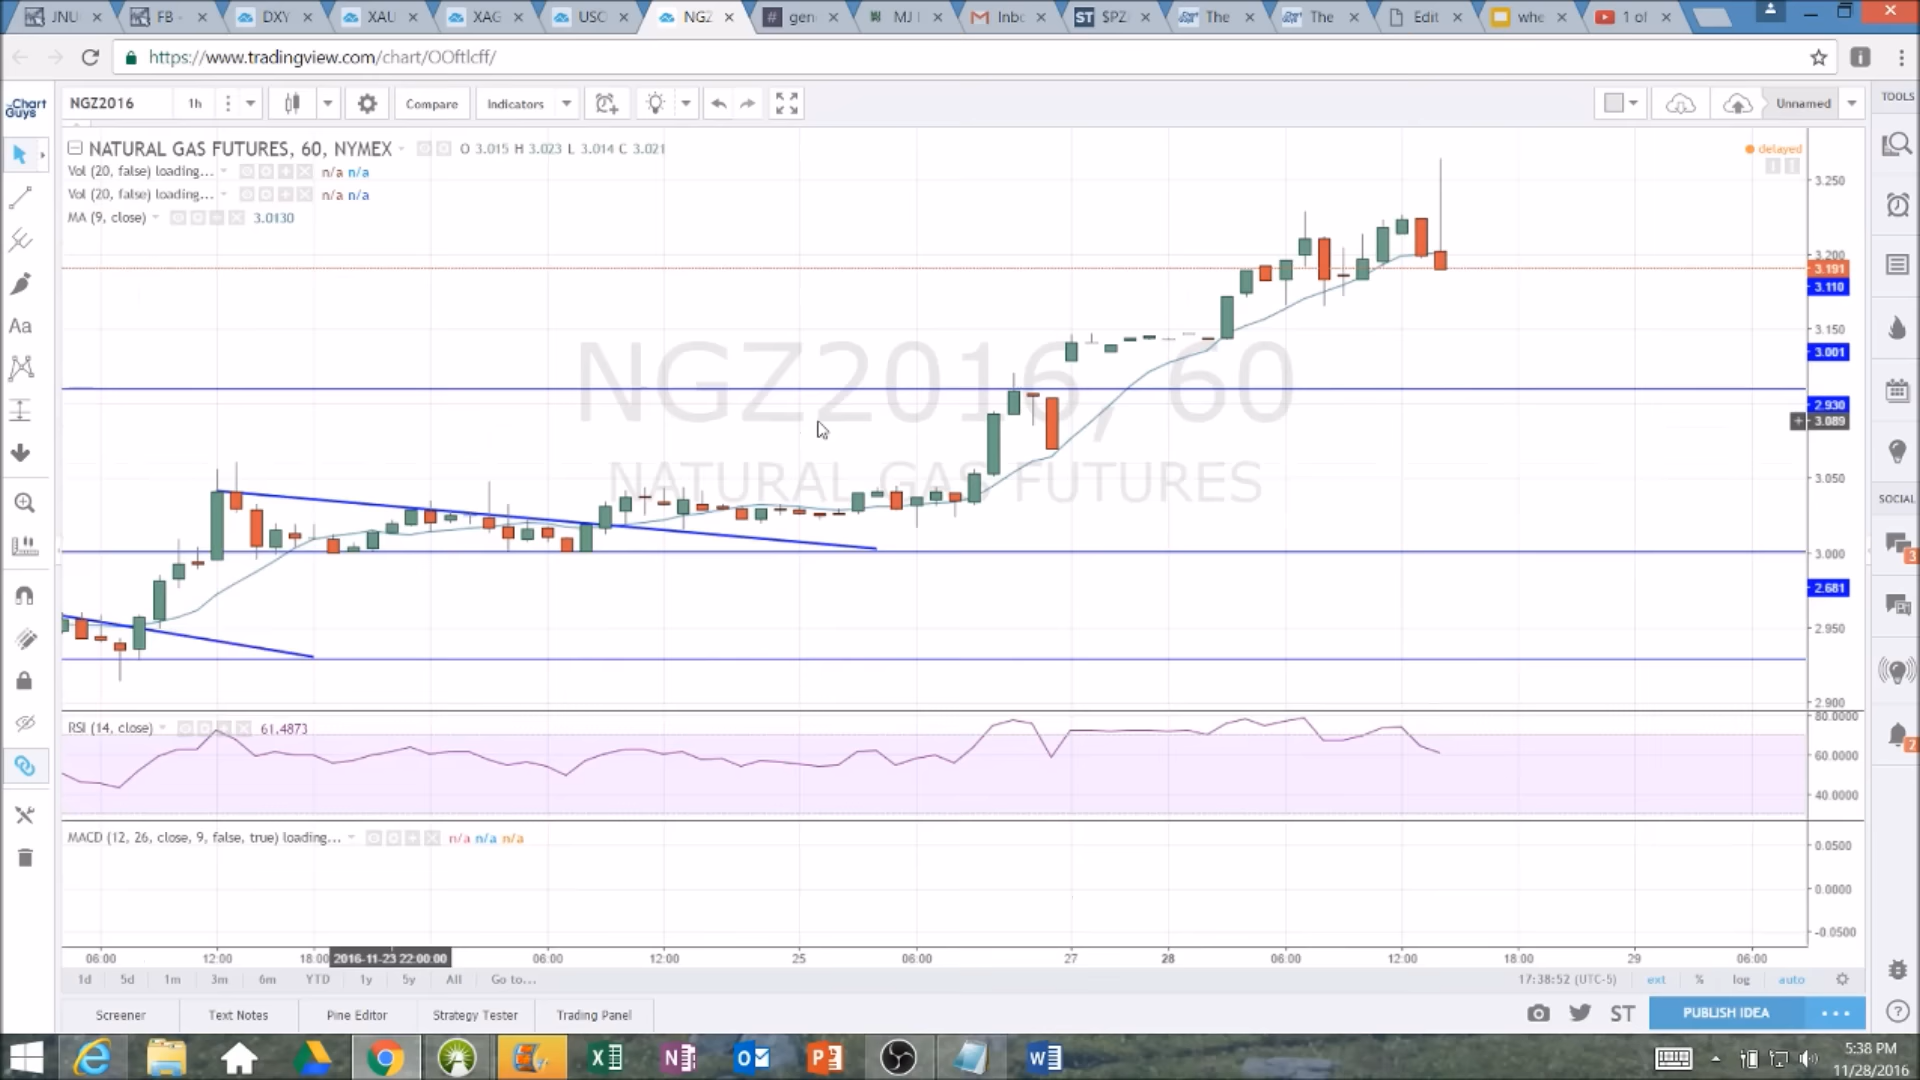 JNU FB - DXY XAU XAG USO NGZ gen MJ Inbo $PZ The The Edit whe 1 of
https://www.tradingview.com/chart/OOftlcff/
The Chart Guys NGZ2016 1h Compare Indicators Unnamed TOOLS
NATURAL GAS FUTURES, 60, NYMEX O 3.015 H 3.023 L 3.014 C 3.021 delayed
Vol (20, false) loading... n/a n/a
Vol (20, false) loading... n/a n/a
MA (9, close) 3.0130
3.250
3.200
3.191
3.110
3.150
3.001
NGZ2016, 60
2.930
3.089
NATURAL GAS FUTURES
3.050
SOCIAL
3.000
3
2.681
2.950
2.900
RSI (14, close) 61.4873
80.0000
2
60.0000
40.0000
MACD (12, 26, close, 9, false, true) loading... n/a n/a n/a
0.0500
0.0000
-0.0500
06:00 12:00 18:00 2016-11-23 22:00:00 06:00 12:00 25 06:00 27 28 06:00 12:00 18:00 29 06:00
1d 5d 1m 3m 6m YTD 1y 5y All Go to... 17:38:52 (UTC-5) ext % log auto
Screener Text Notes Pine Editor Strategy Tester Trading Panel ST PUBLISH IDEA
5:38 PM
11/28/2016